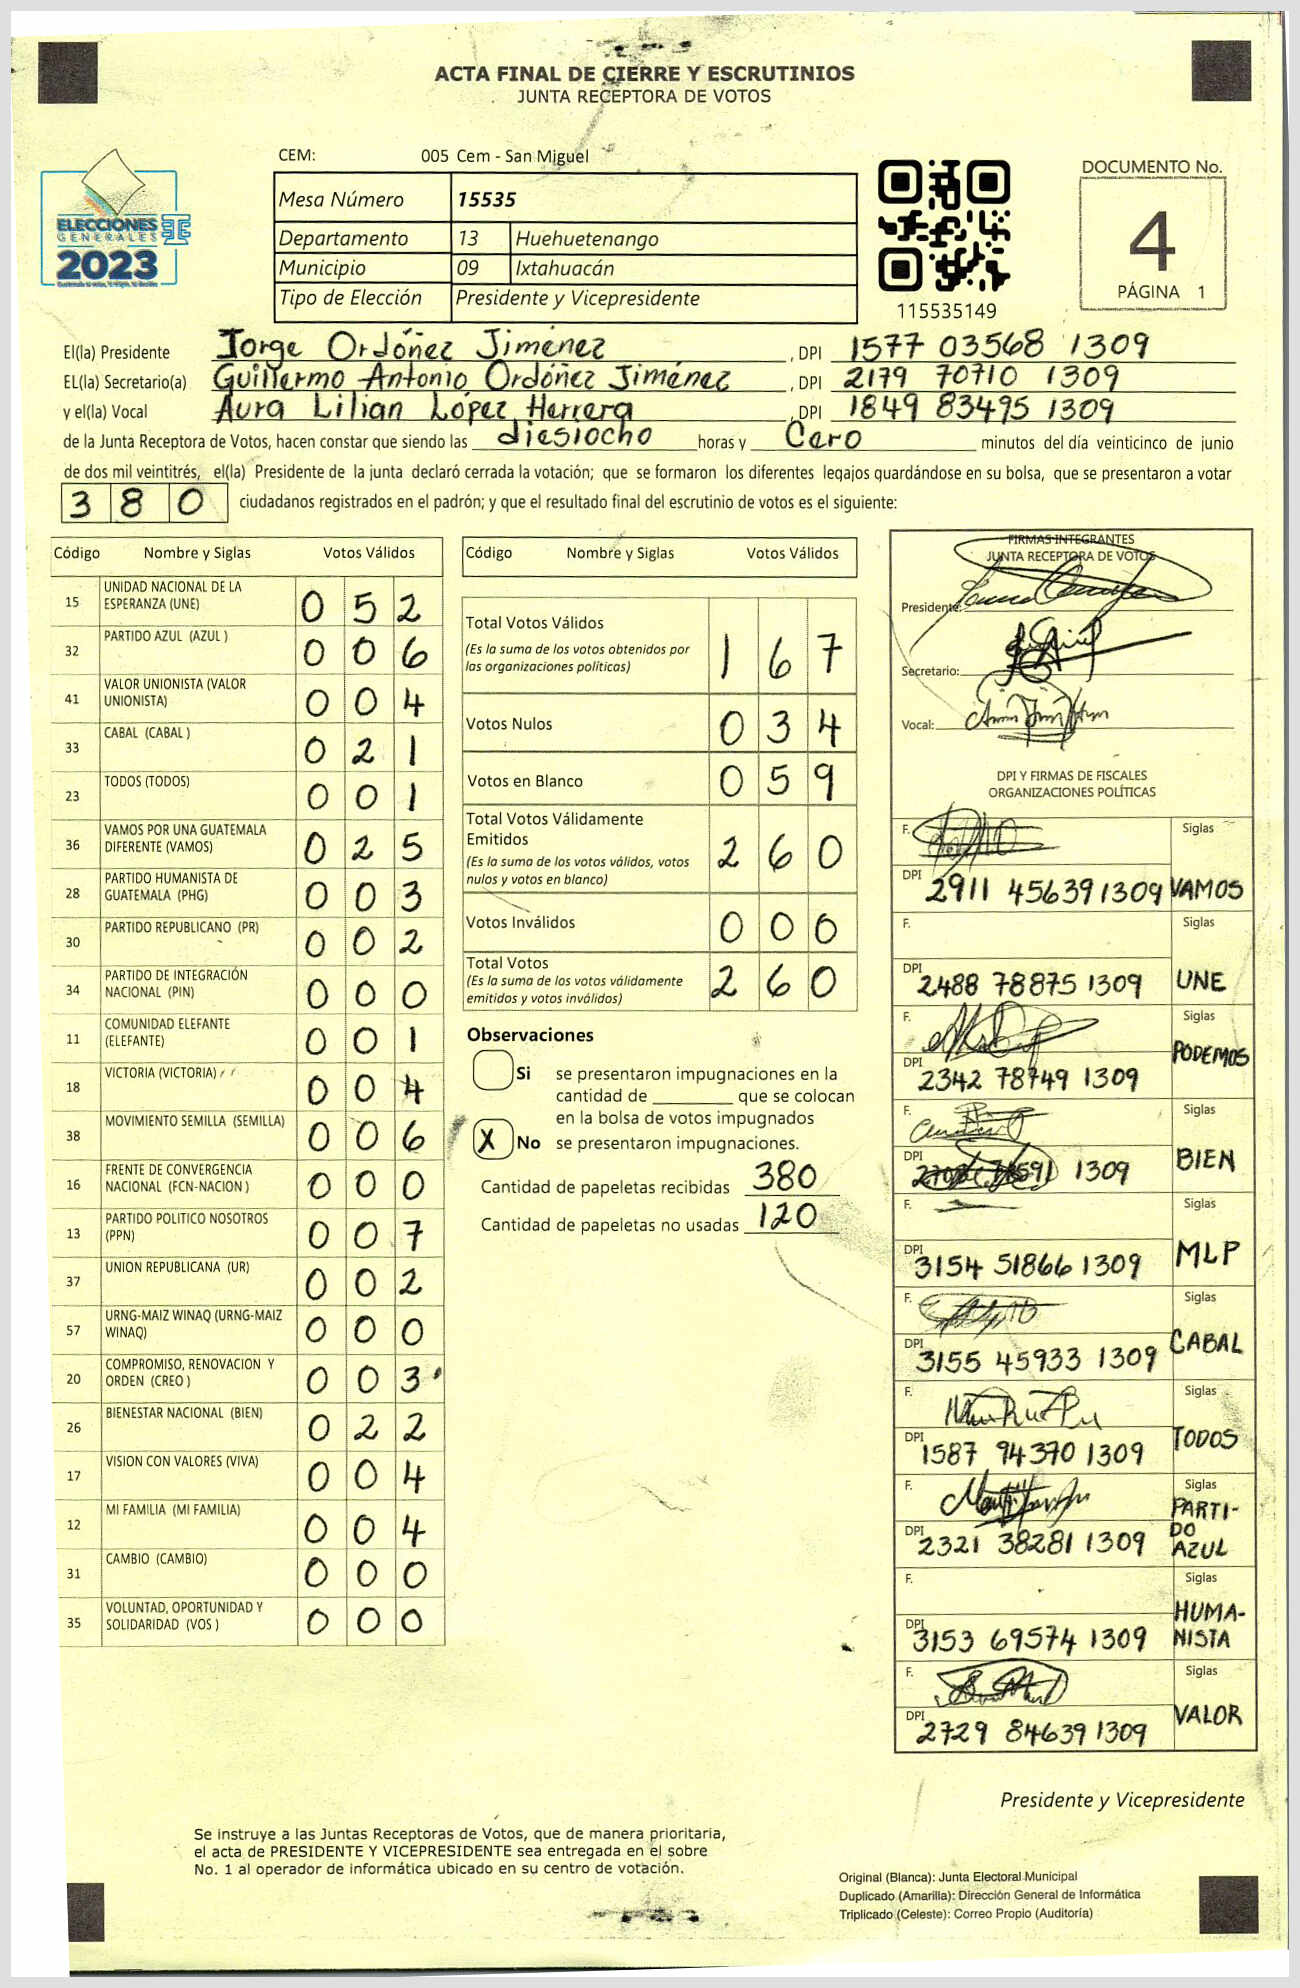 ACTA FINAL DE CIERRE Y ESCRUTINIOS
JUNTA RECEPTORA DE VOTOS
ELECCIONES
GENERALES
2023
CEM: 005 Cem - San Miguel
Mesa Número 15535
Departamento 13 Huehuetenango
Municipio 09 Ixtahuacán
Tipo de Elección Presidente y Vicepresidente
115535149
DOCUMENTO No.
4
PÁGINA 1
El(la) Presidente Jorge Ordóñez Jiménez , DPI 1577 03568 1309
EL(la) Secretario(a) Guillermo Antonio Ordóñez Jiménez , DPI 2179 70710 1309
y el(la) Vocal Aura Lilian López Herrera , DPI 1849 83495 1309
de la Junta Receptora de Votos, hacen constar que siendo las diesiocho horas y Cero minutos del día veinticinco de junio
de dos mil veintitrés, el(la) Presidente de la junta declaró cerrada la votación; que se formaron los diferentes legajos guardándose en su bolsa, que se presentaron a votar
380 ciudadanos registrados en el padrón; y que el resultado final del escrutinio de votos es el siguiente:
Código Nombre y Siglas Votos Válidos
15 UNIDAD NACIONAL DE LA ESPERANZA (UNE) 0 5 2
32 PARTIDO AZUL (AZUL ) 0 0 6
41 VALOR UNIONISTA (VALOR UNIONISTA) 0 0 4
33 CABAL (CABAL ) 0 2 1
23 TODOS (TODOS) 0 0 1
36 VAMOS POR UNA GUATEMALA DIFERENTE (VAMOS) 0 2 5
28 PARTIDO HUMANISTA DE GUATEMALA (PHG) 0 0 3
30 PARTIDO REPUBLICANO (PR) 0 0 2
34 PARTIDO DE INTEGRACIÓN NACIONAL (PIN) 0 0 0
11 COMUNIDAD ELEFANTE (ELEFANTE) 0 0 1
18 VICTORIA (VICTORIA) 0 0 4
38 MOVIMIENTO SEMILLA (SEMILLA) 0 0 6
16 FRENTE DE CONVERGENCIA NACIONAL (FCN-NACION ) 0 0 0
13 PARTIDO POLITICO NOSOTROS (PPN) 0 0 7
37 UNION REPUBLICANA (UR) 0 0 2
57 URNG-MAIZ WINAQ (URNG-MAIZ WINAQ) 0 0 0
20 COMPROMISO, RENOVACION Y ORDEN (CREO ) 0 0 3
26 BIENESTAR NACIONAL (BIEN) 0 2 2
17 VISION CON VALORES (VIVA) 0 0 4
12 MI FAMILIA (MI FAMILIA) 0 0 4
31 CAMBIO (CAMBIO) 0 0 0
35 VOLUNTAD, OPORTUNIDAD Y SOLIDARIDAD (VOS ) 0 0 0
Código Nombre y Siglas Votos Válidos
Total Votos Válidos 1 6 7
(Es la suma de los votos obtenidos por
las organizaciones políticas)
Votos Nulos 0 3 4
Votos en Blanco 0 5 9
Total Votos Válidamente
Emitidos 2 6 0
(Es la suma de los votos válidos, votos
nulos y votos en blanco)
Votos Inválidos 0 0 0
Total Votos 2 6 0
(Es la suma de los votos válidamente
emitidos y votos inválidos)
Observaciones
Si se presentaron impugnaciones en la
cantidad de ________ que se colocan
en la bolsa de votos impugnados
X No se presentaron impugnaciones.
Cantidad de papeletas recibidas 380
Cantidad de papeletas no usadas 120
FIRMAS INTEGRANTES
JUNTA RECEPTORA DE VOTOS
Presidente:
Secretario:
Vocal:
DPI Y FIRMAS DE FISCALES
ORGANIZACIONES POLÍTICAS
F. Siglas
DPI 2911 45639 1309 VAMOS
F. Siglas
DPI 2488 78875 1309 UNE
F. Siglas
DPI 2342 78749 1309 PODEMOS
F. Siglas
DPI 1309 BIEN
F. Siglas
DPI 3154 51866 1309 MLP
F. Siglas
DPI 3155 45933 1309 CABAL
F. Siglas
DPI 1587 94370 1309 TODOS
F. Siglas
DPI 2321 38281 1309 PARTI-
DO
AZUL
F. Siglas
DPI 3153 69574 1309 HUMA-
NISTA
F. Siglas
DPI 2729 84639 1309 VALOR
Presidente y Vicepresidente
Se instruye a las Juntas Receptoras de Votos, que de manera prioritaria,
el acta de PRESIDENTE Y VICEPRESIDENTE sea entregada en el sobre
No. 1 al operador de informática ubicado en su centro de votación.
Original (Blanca): Junta Electoral Municipal
Duplicado (Amarilla): Dirección General de Informática
Triplicado (Celeste): Correo Propio (Auditoría)